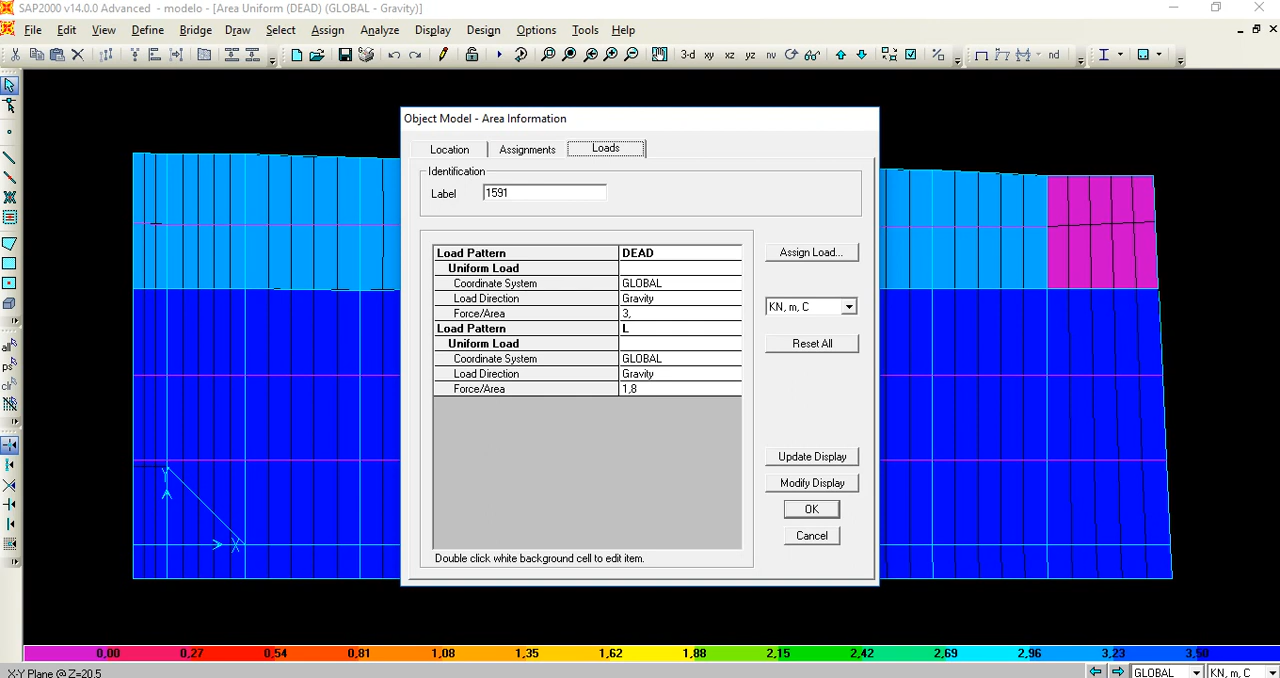 SAP2000 v14.0.0 Advanced - modelo - [Area Uniform (DEAD) (GLOBAL - Gravity)]
File Edit View Define Bridge Draw Select Assign Analyze Display Design Options Tools Help
3-d xy xz yz nv nd
Object Model - Area Information
Location Assignments Loads
Identification
Label 1591
Load Pattern DEAD
Uniform Load
Coordinate System GLOBAL
Load Direction Gravity
Force/Area 3,
Load Pattern L
Uniform Load
Coordinate System GLOBAL
Load Direction Gravity
Force/Area 1,8
Double click white background cell to edit item.
Assign Load...
KN, m, C
Reset All
Update Display
Modify Display
OK
Cancel
all
ps
clr
Y
X
0,00 0,27 0,54 0,81 1,08 1,35 1,62 1,88 2,15 2,42 2,69 2,96 3,23 3,50
X-Y Plane @ Z=20.5 GLOBAL KN, m, C